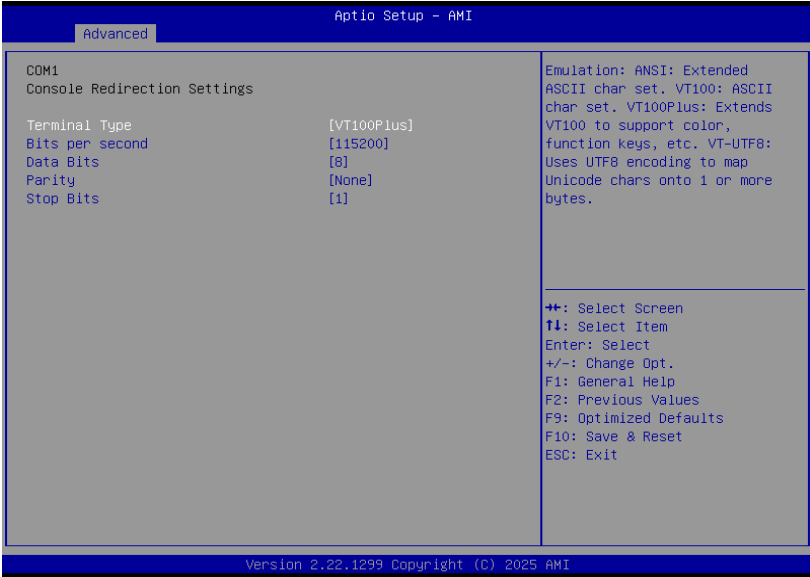 Aptio Setup – AMI
Advanced
COM1
Console Redirection Settings
Terminal Type [VT100Plus]
Bits per second [115200]
Data Bits [8]
Parity [None]
Stop Bits [1]
Emulation: ANSI: Extended
ASCII char set. VT100: ASCII
char set. VT100Plus: Extends
VT100 to support color,
function keys, etc. VT-UTF8:
Uses UTF8 encoding to map
Unicode chars onto 1 or more
bytes.
→←: Select Screen
↑↓: Select Item
Enter: Select
+/-: Change Opt.
F1: General Help
F2: Previous Values
F9: Optimized Defaults
F10: Save & Reset
ESC: Exit
Version 2.22.1299 Copyright (C) 2025 AMI